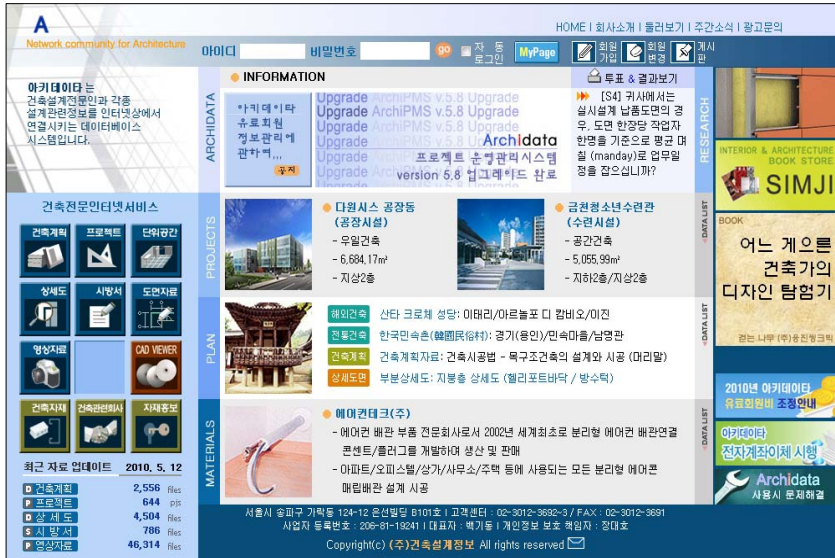 A
Network community for Architecture
HOME | 회사소개 | 둘러보기 | 주간소식 | 광고문의
아이디
비밀번호
go
자 동
로그인
MyPage
회원
가입
회원
변경
게시
판
아키데이타 는
건축설계전문인과 각종
설계관련정보를 인터넷상에서
연결시키는 데이터베이스
시스템입니다.
ARCHIDATA
INFORMATION
아키데이타
유료회원
정보관리에
관하여,,,
공지
Upgrade ArchiPMS v.5.8 Upgrade
Archidata
프로젝트 운영관리시스템
version 5.8 업그레이드 완료
투표 & 결과보기
[S4] 귀사에서는
실시설계 납품도면의 경
우, 도면 한장당 작업자
한명을 기준으로 평균 며
칠 (manday)로 업무일
정을 잡으십니까?
RESEARCH
INTERIOR & ARCHITECTURE
BOOK STORE
SIMJI
건축전문인터넷서비스
건축계획
프로젝트
단위공간
상세도
시방서
도면자료
영상자료
CAD VIEWER
건축자재
건축관련회사
자재홍보
PROJECTS
다원시스 공장동
(공장시설)
- 우일건축
- 6,684,17m²
- 지상2층
금천청소년수련관
(수련시설)
- 공간건축
- 5,055,99m²
- 지하2층/지상2층
DATA LIST
BOOK
어느 게으른
건축가의
디자인 탐험기
걷는 나무 (주)웅진씽크빅
PLAN
해외건축 산타 크로체 성당: 이태리/아르놀포 디 캄비오/이진
전통건축 한국민속촌(韓國民俗村): 경기(용인)/민속마을/남명관
건축계획 건축계획자료: 건축시공법 - 목구조건축의 설계와 시공 (머리말)
상세도면 부분상세도: 지붕층 상세도 (헬리포트바닥 / 방수턱)
DATA LIST
2010년 아키데이타
유료회원비 조정안내
아키데이타
전자계좌이체 시행
Archidata
사용시 문제해결
MATERIALS
에어컨테크(주)
- 에어컨 배관 부품 전문회사로서 2002년 세계최초로 분리형 에어컨 배관연결
콘센트/플러그를 개발하여 생산 및 판매
- 아파트/오피스텔/상가/사무소/주택 등에 사용되는 모든 분리형 에어콘
매립배관 설계 시공
DATA LIST
최근 자료 업데이트 2010, 5, 12
D 건축계획 2,556 files
P 프로젝트 644 pjs
D 상 세 도 4,504 files
S 시 방 서 786 files
P 영상자료 46,314 files
서울시 송파구 가락동 124-12 은선빌딩 B101호 | 고객센터 : 02-3012-3692~3 / FAX : 02-3012-3691
사업자 등록번호 : 206-81-19241 | 대표자 : 백기동 | 개인정보 보호 책임자 : 장대호
Copyright(c) (주)건축설계정보 All rights reserved